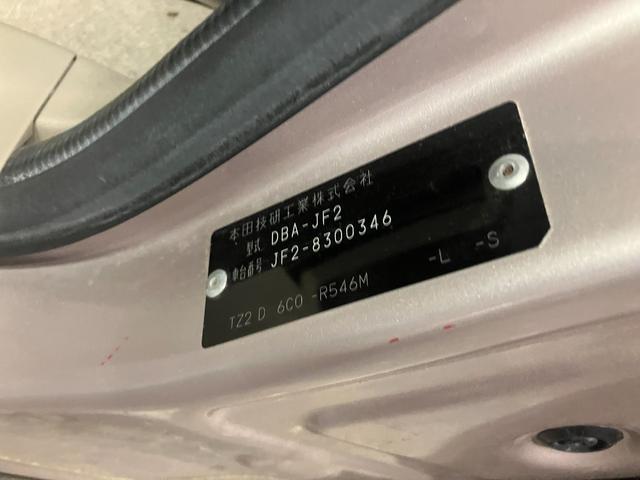 本田技研工業株式会社
型式 DBA-JF2
車台番号 JF2-8300346
TZ2 D 6C0 -R546M -L -S